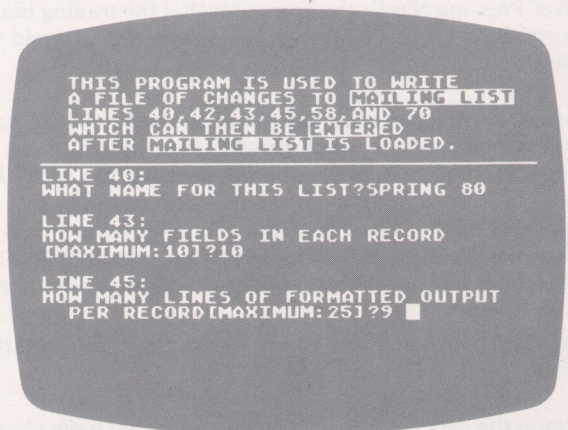 THIS PROGRAM IS USED TO WRITE
A FILE OF CHANGES TO MAILING LIST
LINES 40,42,43,45,58,AND 70
WHICH CAN THEN BE ENTERED
AFTER MAILING LIST IS LOADED.
LINE 40:
WHAT NAME FOR THIS LIST?SPRING 80
LINE 43:
HOW MANY FIELDS IN EACH RECORD
[MAXIMUM:10]?10
LINE 45:
HOW MANY LINES OF FORMATTED OUTPUT
PER RECORD[MAXIMUM:25]?9